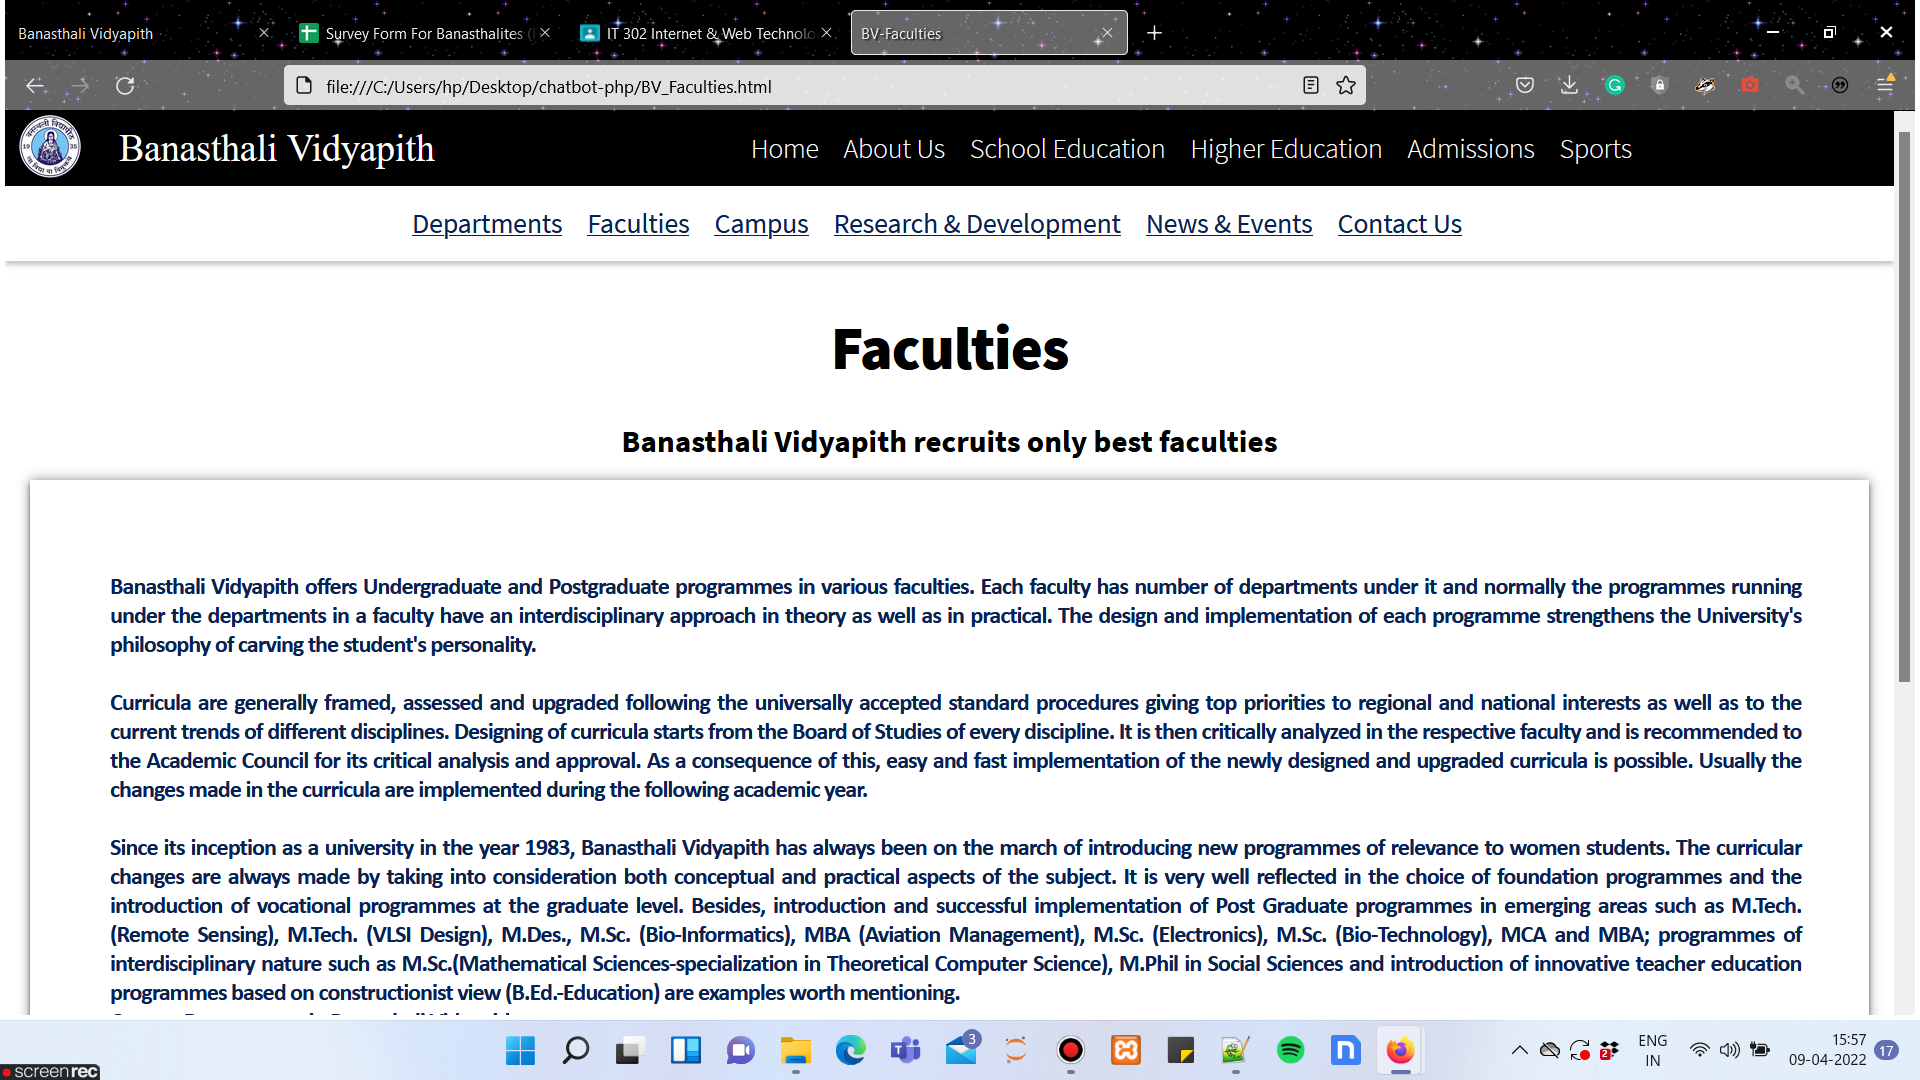 Banasthali Vidyapith
Survey Form For Banasthalites (
IT 302 Internet & Web Technolo
BV-Faculties
file:///C:/Users/hp/Desktop/chatbot-php/BV_Faculties.html
Banasthali Vidyapith
Home About Us School Education Higher Education Admissions Sports
Departments Faculties Campus Research & Development News & Events Contact Us
Faculties
Banasthali Vidyapith recruits only best faculties
Banasthali Vidyapith offers Undergraduate and Postgraduate programmes in various faculties. Each faculty has number of departments under it and normally the programmes running
under the departments in a faculty have an interdisciplinary approach in theory as well as in practical. The design and implementation of each programme strengthens the University's
philosophy of carving the student's personality.
Curricula are generally framed, assessed and upgraded following the universally accepted standard procedures giving top priorities to regional and national interests as well as to the
current trends of different disciplines. Designing of curricula starts from the Board of Studies of every discipline. It is then critically analyzed in the respective faculty and is recommended to
the Academic Council for its critical analysis and approval. As a consequence of this, easy and fast implementation of the newly designed and upgraded curricula is possible. Usually the
changes made in the curricula are implemented during the following academic year.
Since its inception as a university in the year 1983, Banasthali Vidyapith has always been on the march of introducing new programmes of relevance to women students. The curricular
changes are always made by taking into consideration both conceptual and practical aspects of the subject. It is very well reflected in the choice of foundation programmes and the
introduction of vocational programmes at the graduate level. Besides, introduction and successful implementation of Post Graduate programmes in emerging areas such as M.Tech.
(Remote Sensing), M.Tech. (VLSI Design), M.Des., M.Sc. (Bio-Informatics), MBA (Aviation Management), M.Sc. (Electronics), M.Sc. (Bio-Technology), MCA and MBA; programmes of
interdisciplinary nature such as M.Sc.(Mathematical Sciences-specialization in Theoretical Computer Science), M.Phil in Social Sciences and introduction of innovative teacher education
programmes based on constructionist view (B.Ed.-Education) are examples worth mentioning.
3
2
ENG
IN
15:57
09-04-2022
17
screenrec